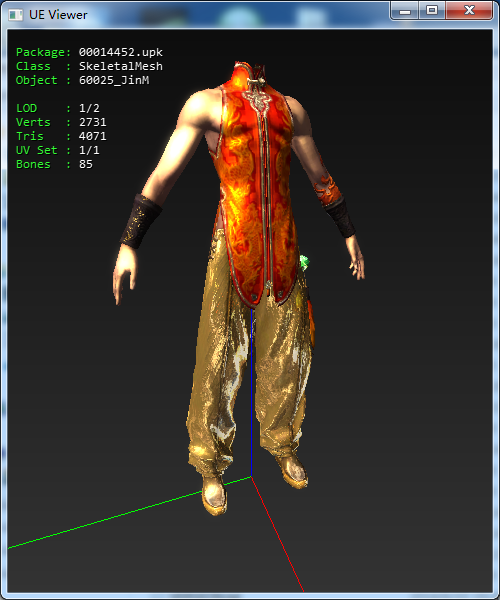 UE Viewer
Package: 00014452.upk
Class  : SkeletalMesh
Object : 60025_JinM
LOD    : 1/2
Verts  : 2731
Tris   : 4071
UV Set : 1/1
Bones  : 85